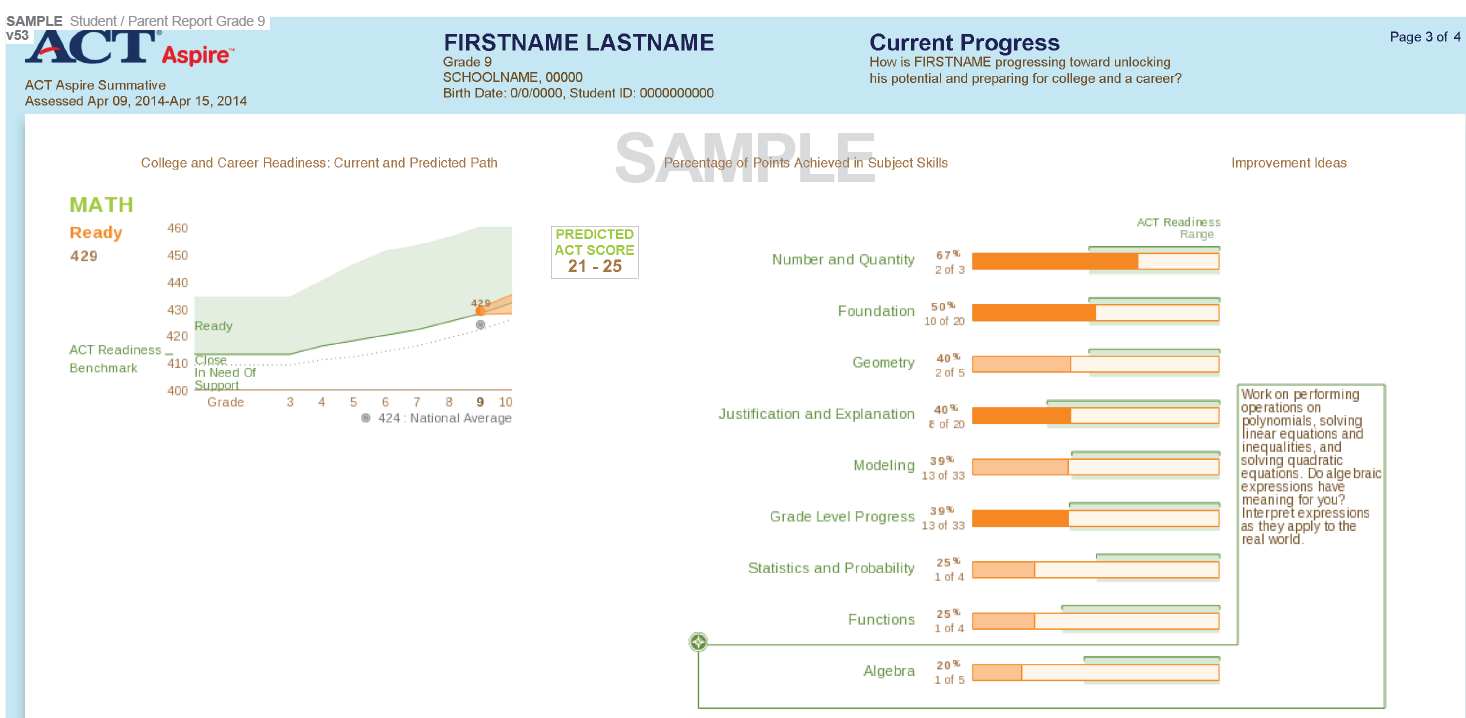 SAMPLE Student / Parent Report Grade 9
v53
ACT® Aspire™
ACT Aspire Summative
Assessed Apr 09, 2014-Apr 15, 2014
FIRSTNAME LASTNAME
Grade 9
SCHOOLNAME, 00000
Birth Date: 0/0/0000, Student ID: 0000000000
Current Progress
How is FIRSTNAME progressing toward unlocking
his potential and preparing for college and a career?
Page 3 of 4
SAMPLE
College and Career Readiness: Current and Predicted Path
Percentage of Points Achieved in Subject Skills
Improvement Ideas
MATH
Ready
429
460
450
440
430
420
410
400
429
Ready
ACT Readiness
Benchmark
Close
In Need Of
Support
Grade 3 4 5 6 7 8 9 10
424 : National Average
PREDICTED
ACT SCORE
21 - 25
ACT Readiness
Range
Number and Quantity 67%
2 of 3
Foundation 50%
10 of 20
Geometry 40%
2 of 5
Justification and Explanation 40%
8 of 20
Modeling 39%
13 of 33
Grade Level Progress 39%
13 of 33
Statistics and Probability 25%
1 of 4
Functions 25%
1 of 4
Algebra 20%
1 of 5
Work on performing
operations on
polynomials, solving
linear equations and
inequalities, and
solving quadratic
equations. Do algebraic
expressions have
meaning for you?
Interpret expressions
as they apply to the
real world.